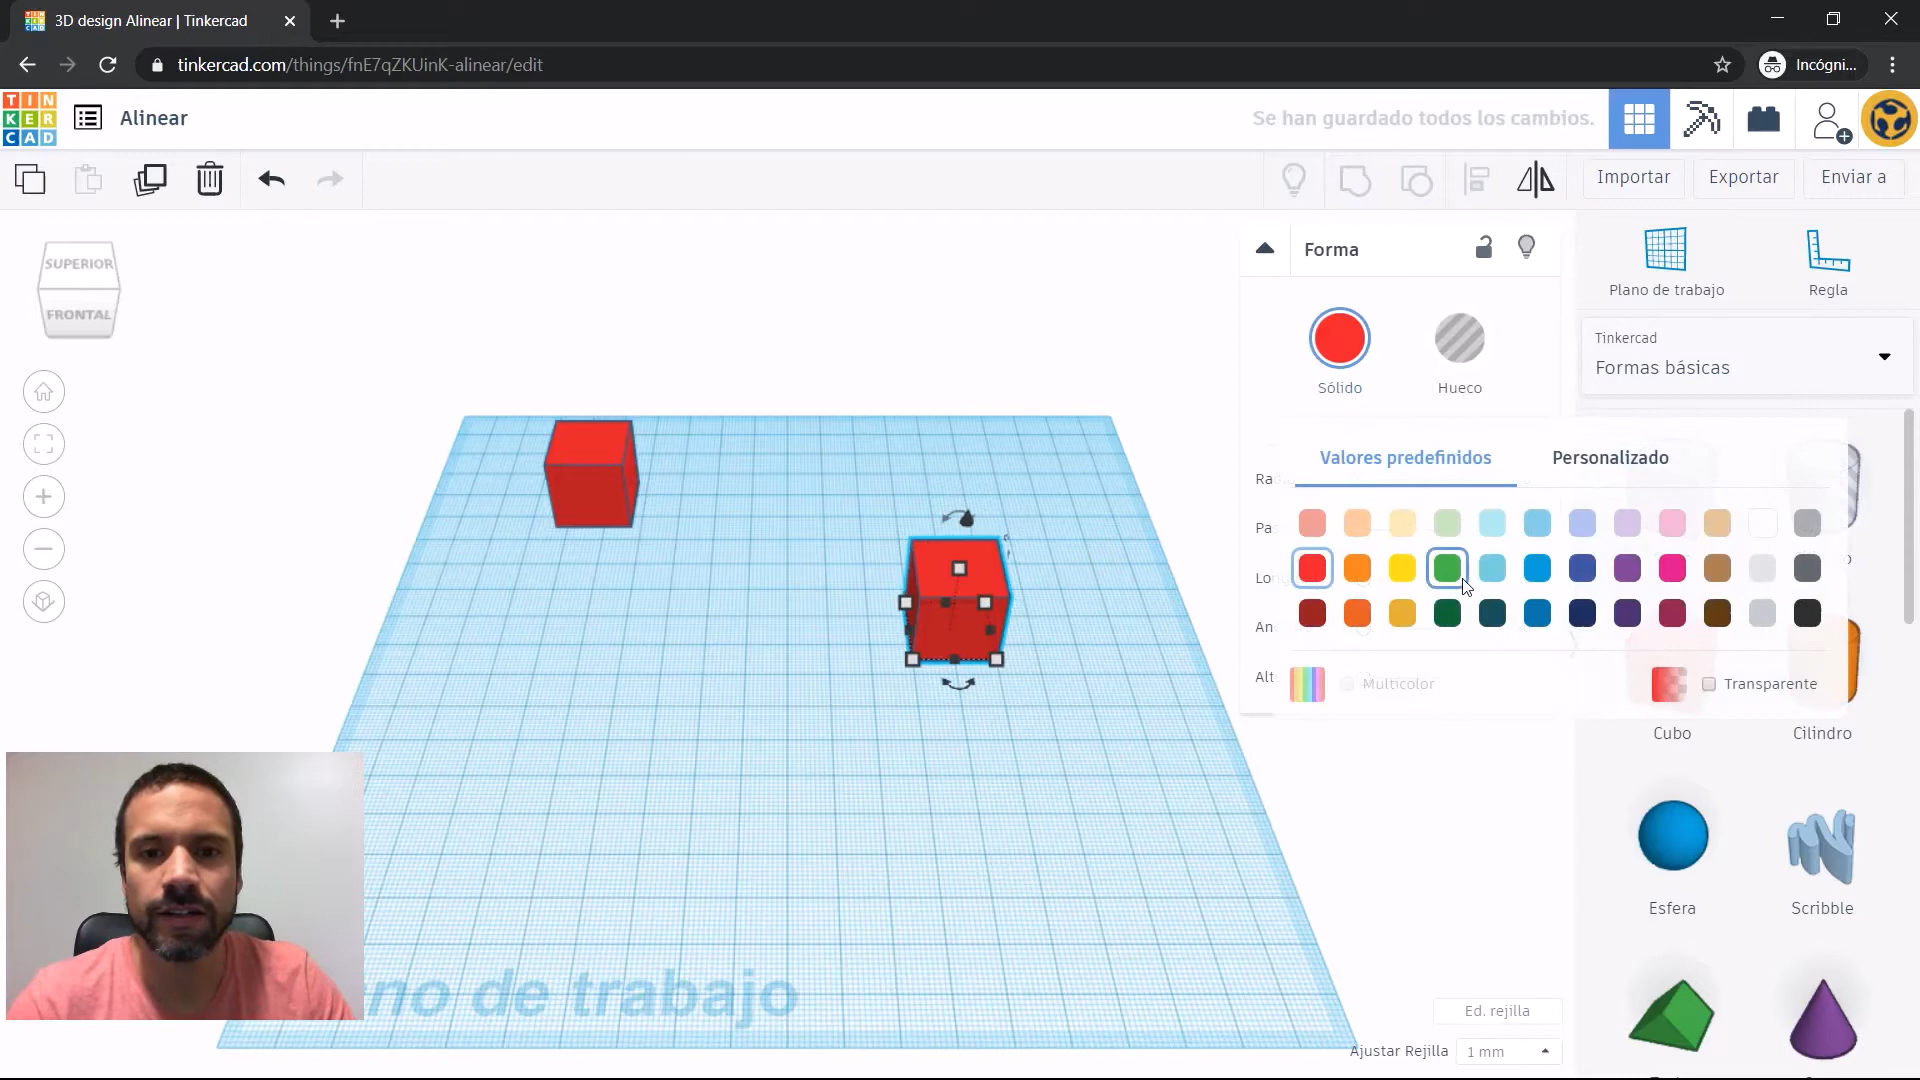 3D design Alinear | Tinkercad
tinkercad.com/things/fnE7qZKUinK-alinear/edit
Incógni...
TIN
KER
CAD
Alinear
Se han guardado todos los cambios.
Importar
Exportar
Enviar a
SUPERIOR
FRONTAL
Forma
Sólido
Hueco
Plano de trabajo
Regla
Tinkercad
Formas básicas
Valores predefinidos
Personalizado
Ra
Pa
Lo
An
Alt
Multicolor
Transparente
Cubo
Cilindro
Esfera
Scribble
no de trabajo
Ed. rejilla
Ajustar Rejilla
1 mm